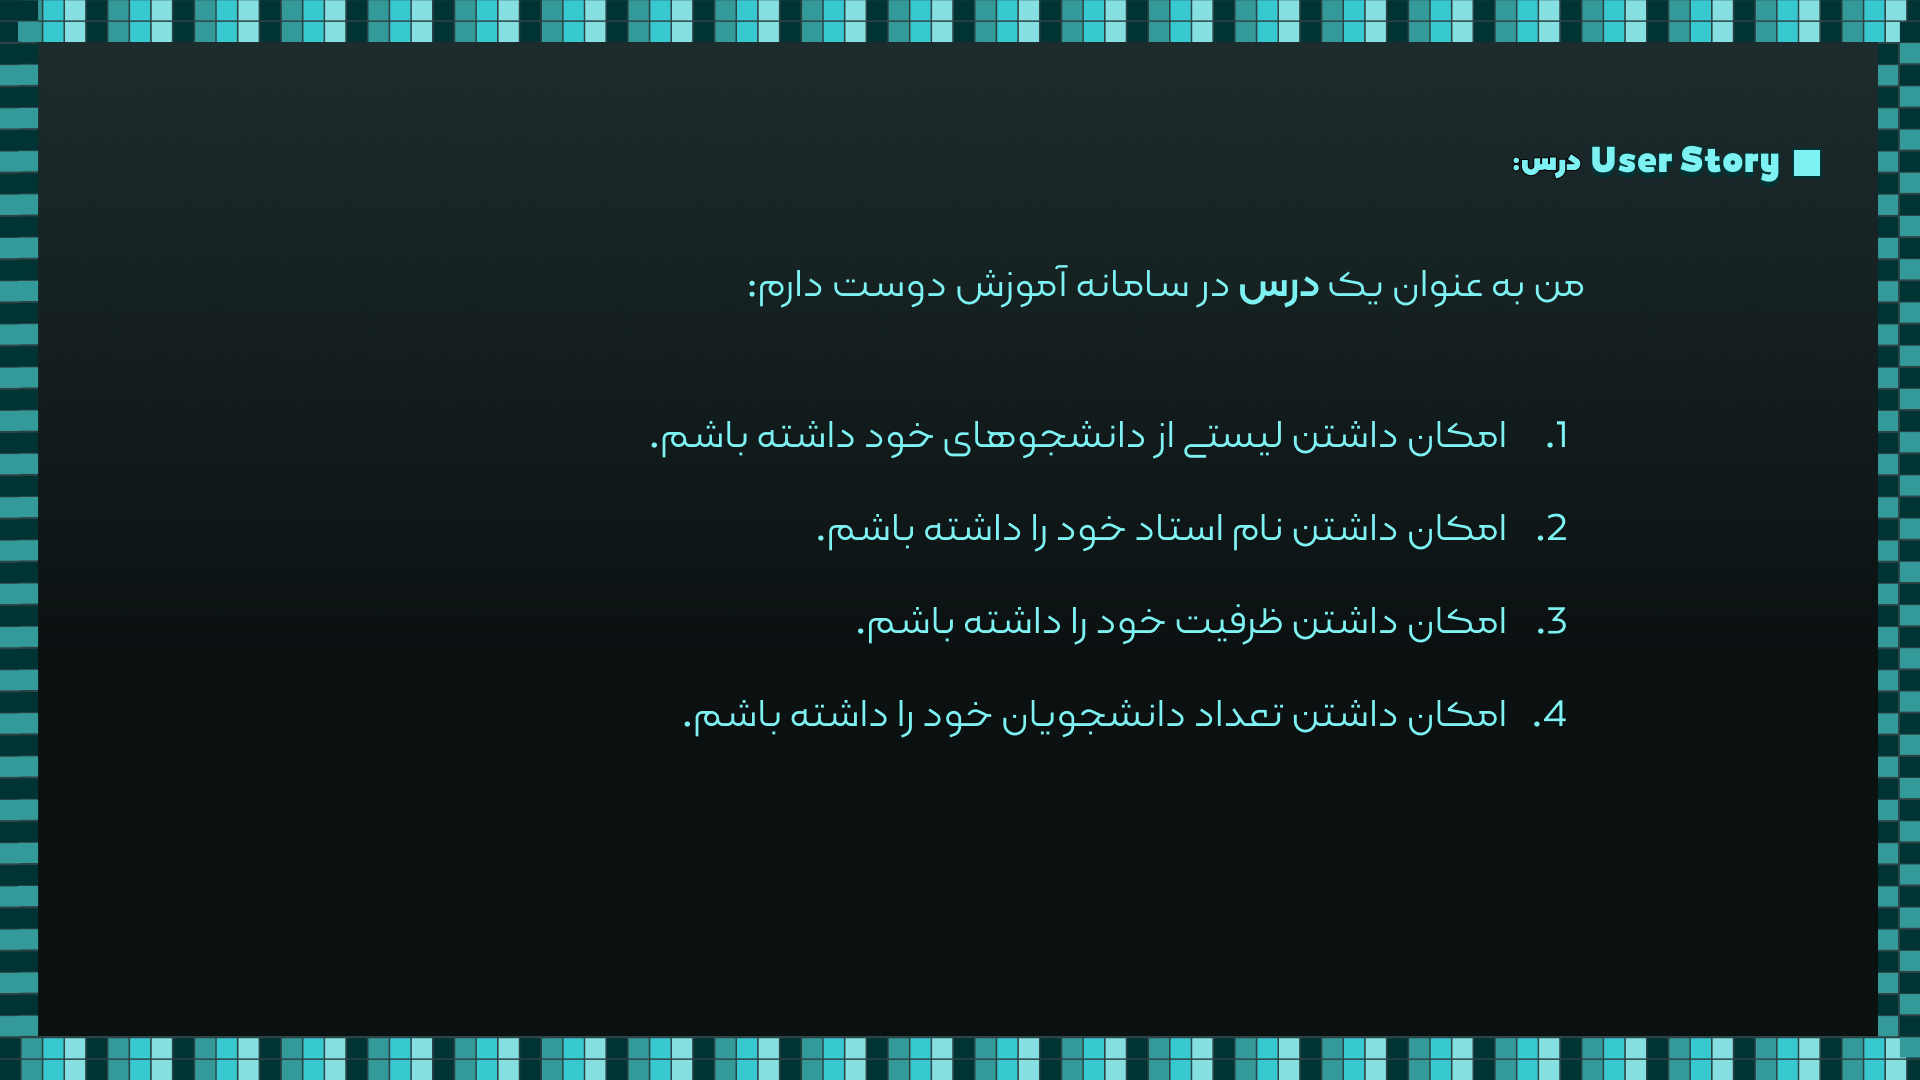 User Story درس:
من به عنوان یک درس در سامانه آموزش دوست دارم:
1. امکان داشتن لیستی از دانشجوهای خود داشته باشم.
2. امکان داشتن نام استاد خود را داشته باشم.
3. امکان داشتن ظرفیت خود را داشته باشم.
4. امکان داشتن تعداد دانشجویان خود را داشته باشم.